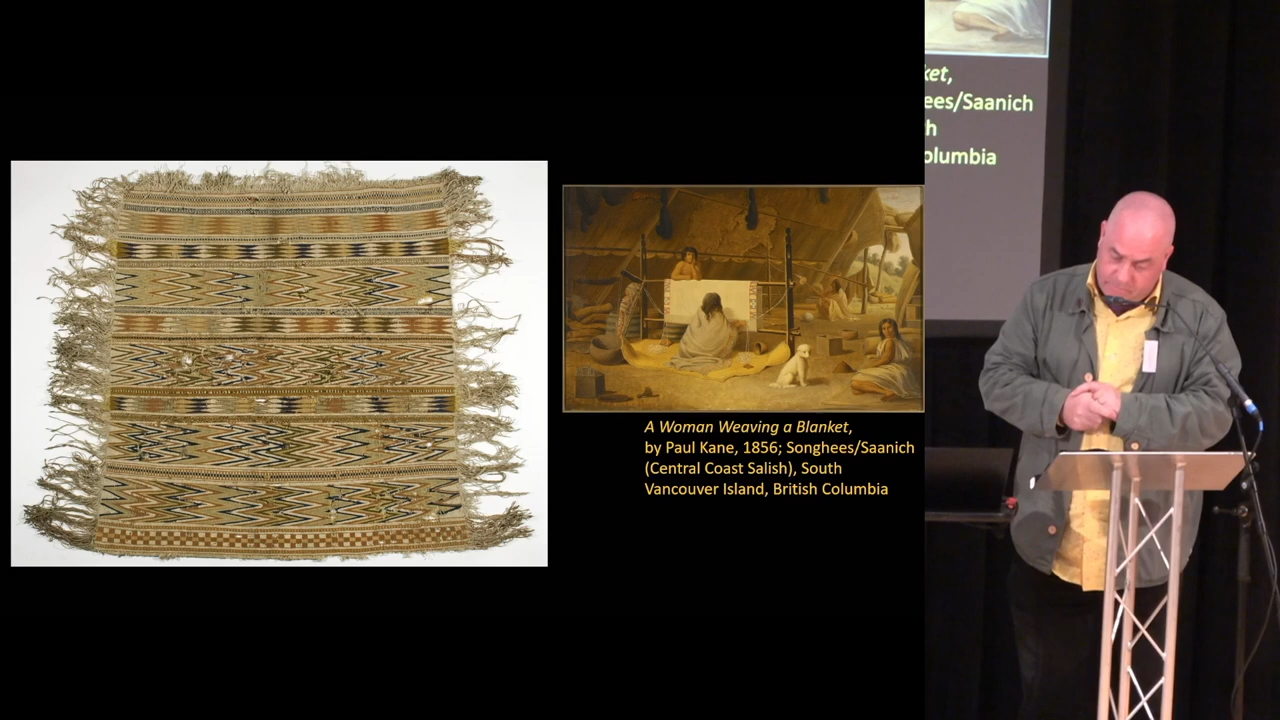 A Woman Weaving a Blanket,
by Paul Kane, 1856; Songhees/Saanich
(Central Coast Salish), South
Vancouver Island, British Columbia
ket,
ees/Saanich
h
olumbia